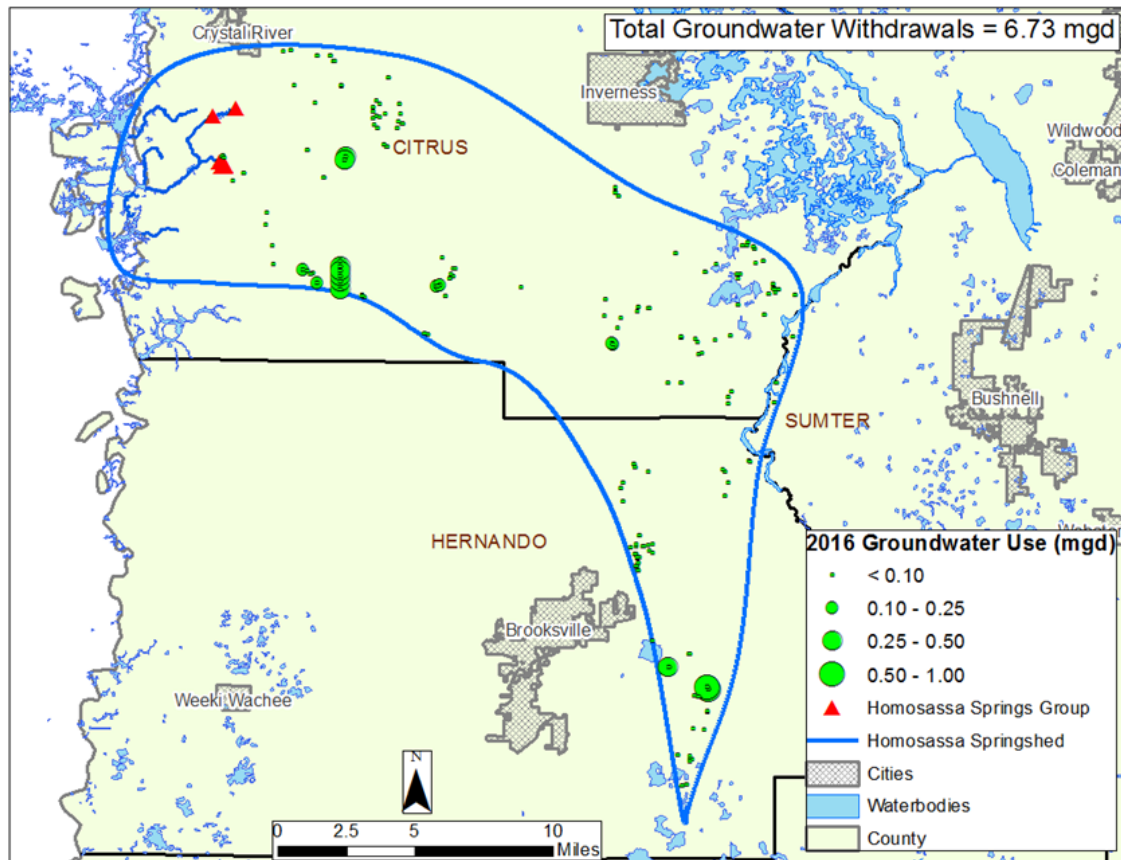 Total Groundwater Withdrawals = 6.73 mgd
Crystal River
Inverness
Wildwood
Coleman
CITRUS
Bushnell
SUMTER
HERNANDO
Brooksville
Weeki Wachee
2016 Groundwater Use (mgd)
< 0.10
0.10 - 0.25
0.25 - 0.50
0.50 - 1.00
Homosassa Springs Group
Homosassa Springshed
Cities
Waterbodies
County
N
0 2.5 5 10
Miles